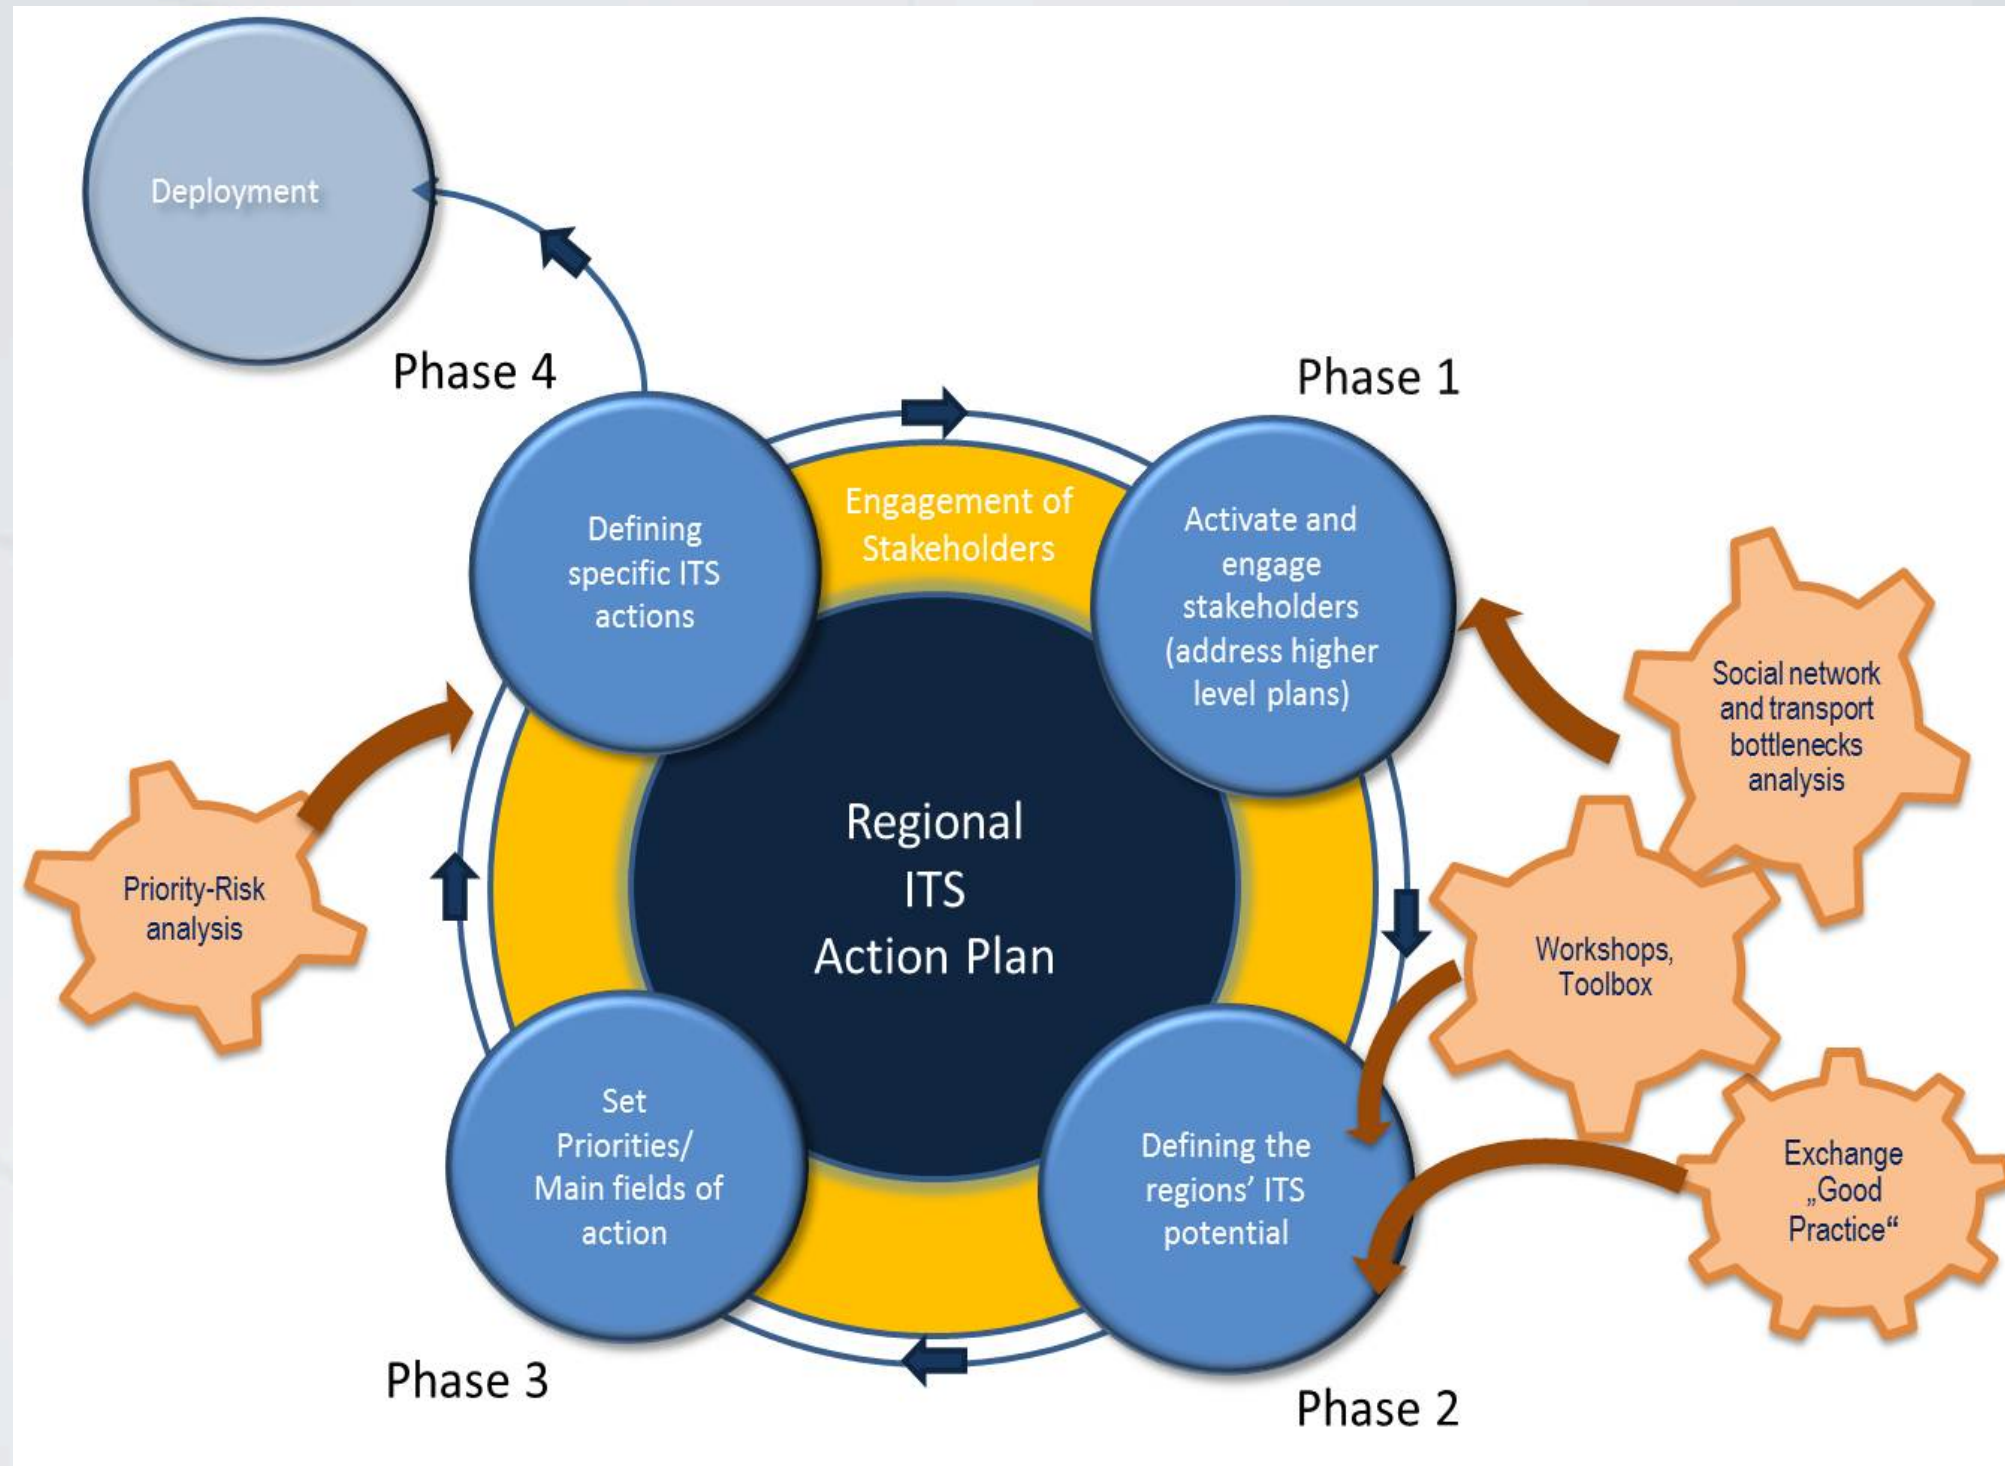 Deployment
Phase 4
Phase 1
Defining
specific ITS
actions
Engagement of
Stakeholders
Activate and
engage
stakeholders
(address higher
level plans)
Social network
and transport
bottlenecks
analysis
Priority-Risk
analysis
Regional
ITS
Action Plan
Workshops,
Toolbox
Set
Priorities/
Main fields of
action
Defining the
regions’ ITS
potential
Exchange
„Good
Practice“
Phase 3
Phase 2